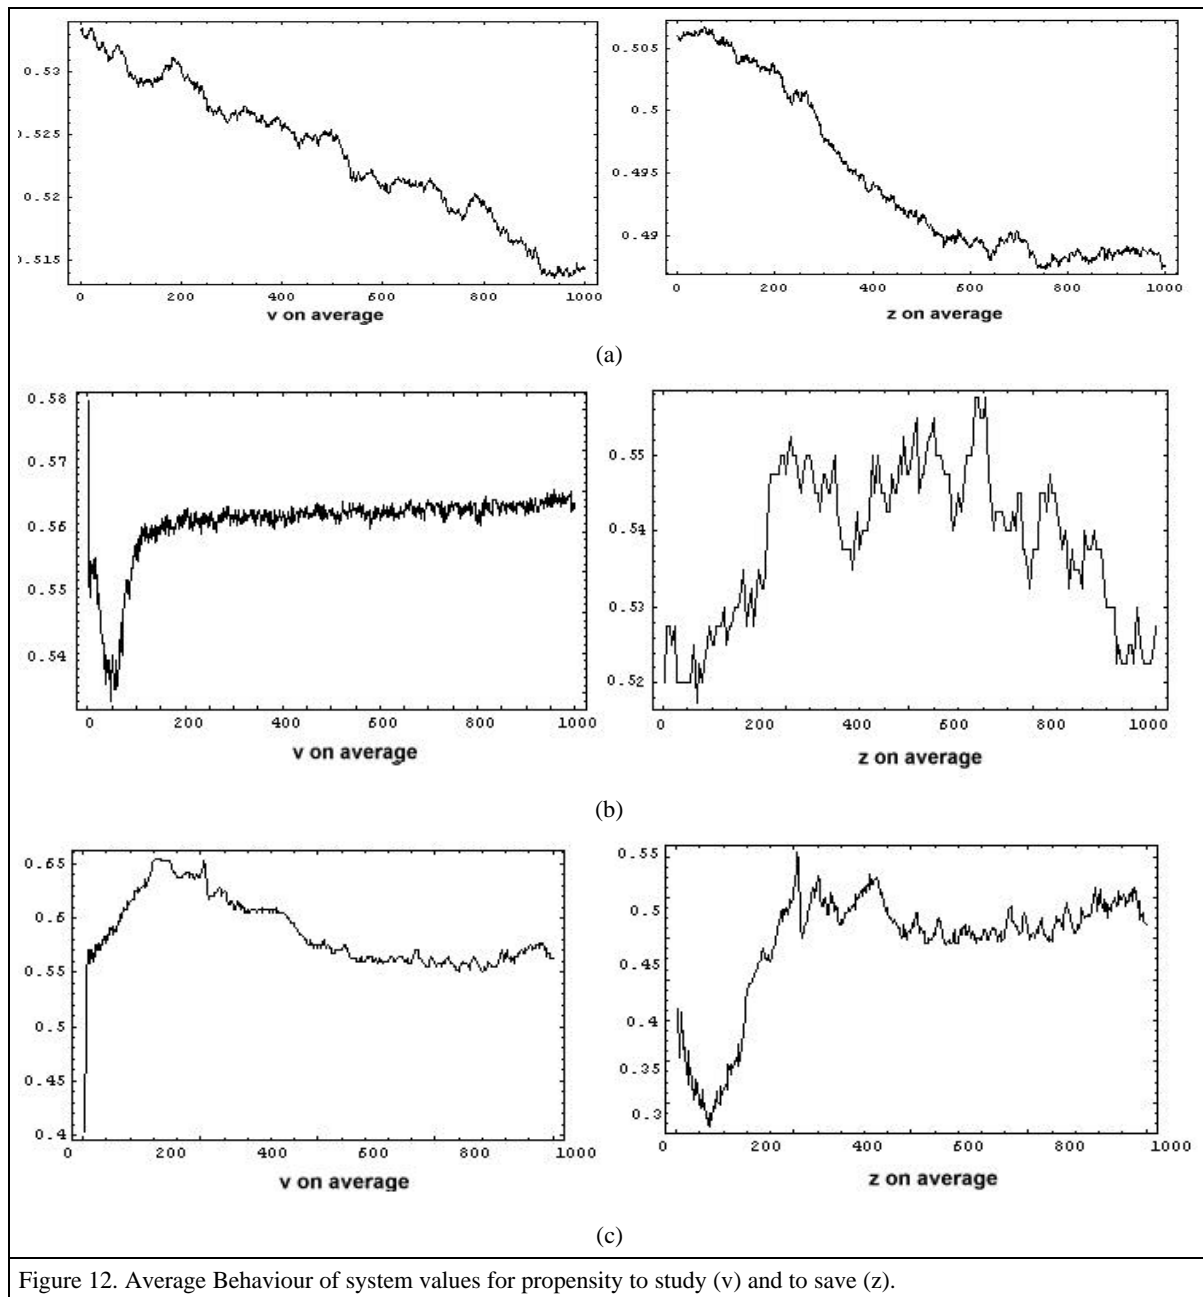 0.53
0.525
0.52
0.515
0 200 400 600 800 1000
v on average
0.505
0.5
0.495
0.49
0 200 400 600 800 1000
z on average
(a)
0.58
0.57
0.56
0.55
0.54
0 200 400 600 800 1000
v on average
0.55
0.54
0.53
0.52
0 200 400 600 800 1000
z on average
(b)
0.65
0.6
0.55
0.5
0.45
0.4
0 200 400 600 800 1000
v on average
0.55
0.5
0.45
0.4
0.35
0.3
0 200 400 600 800 1000
z on average
(c)
Figure 12. Average Behaviour of system values for propensity to study (v) and to save (z).